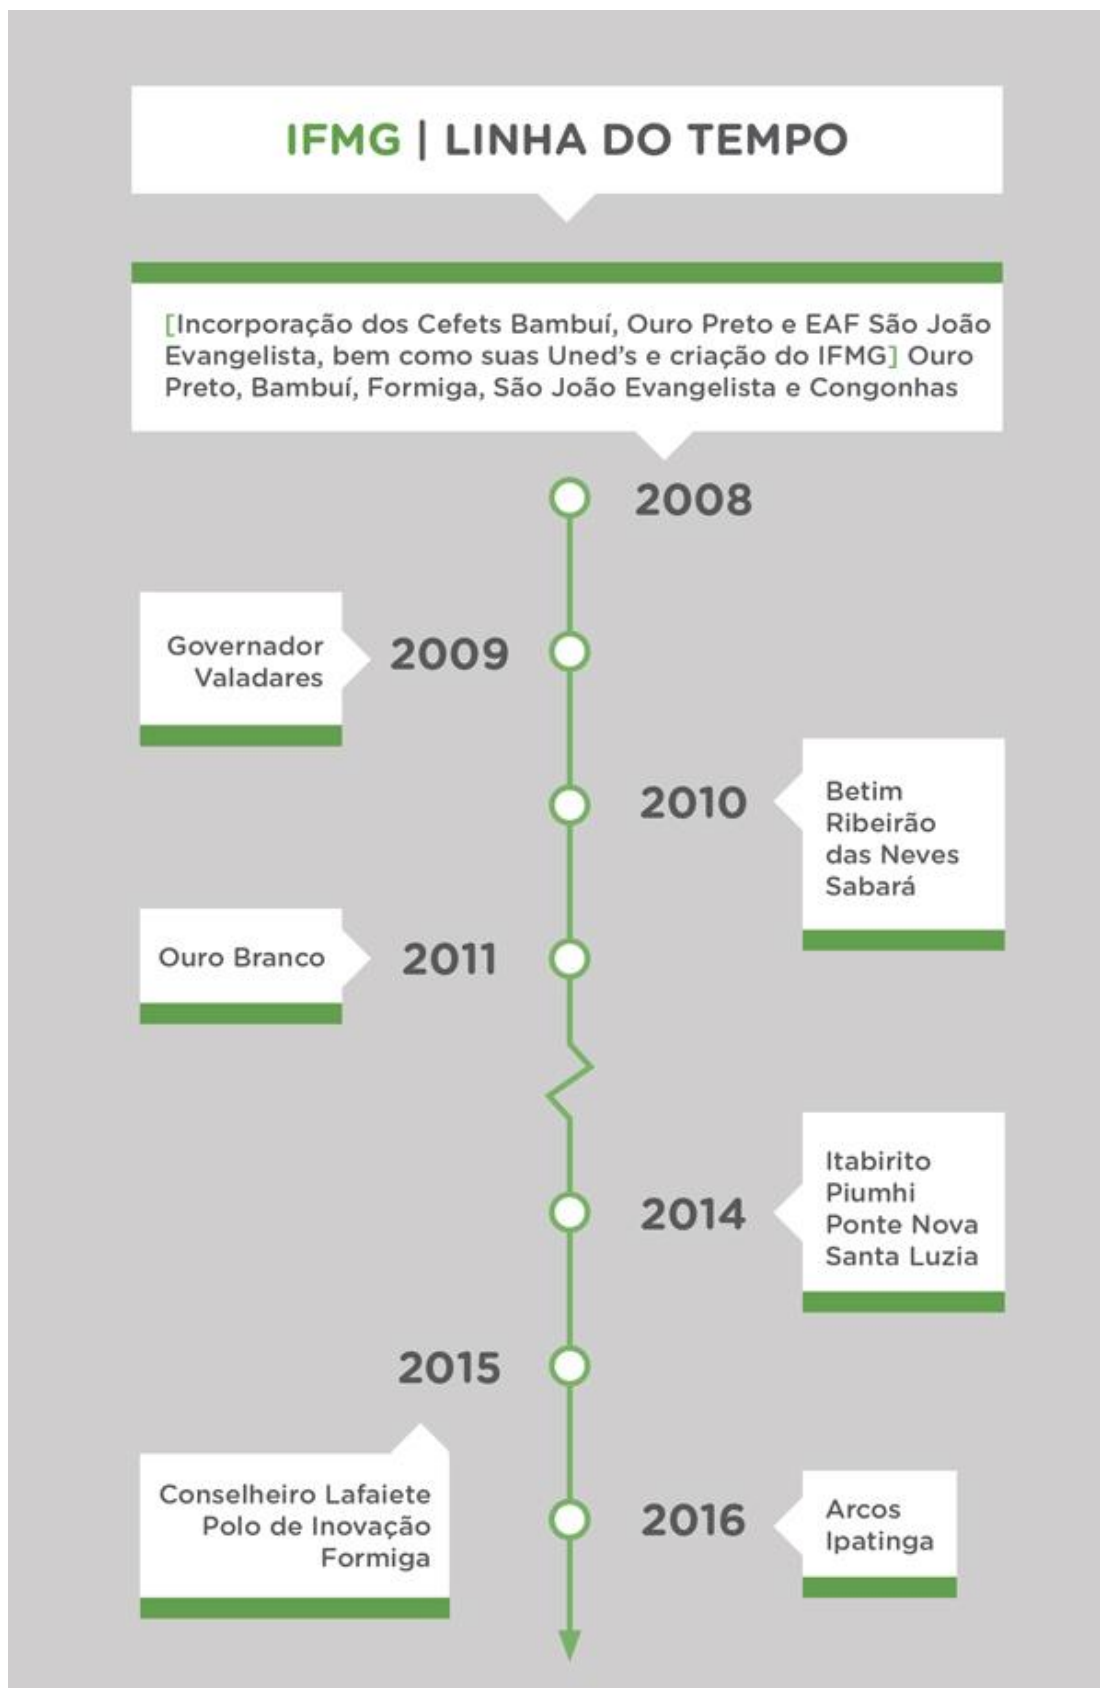 IFMG | LINHA DO TEMPO
[Incorporação dos Cefets Bambuí, Ouro Preto e EAF São João
Evangelista, bem como suas Uned's e criação do IFMG] Ouro
Preto, Bambuí, Formiga, São João Evangelista e Congonhas
2008
Governador
Valadares
2009
2010
Betim
Ribeirão
das Neves
Sabará
Ouro Branco
2011
2014
Itabirito
Piumhi
Ponte Nova
Santa Luzia
2015
Conselheiro Lafaiete
Polo de Inovação
Formiga
2016
Arcos
Ipatinga